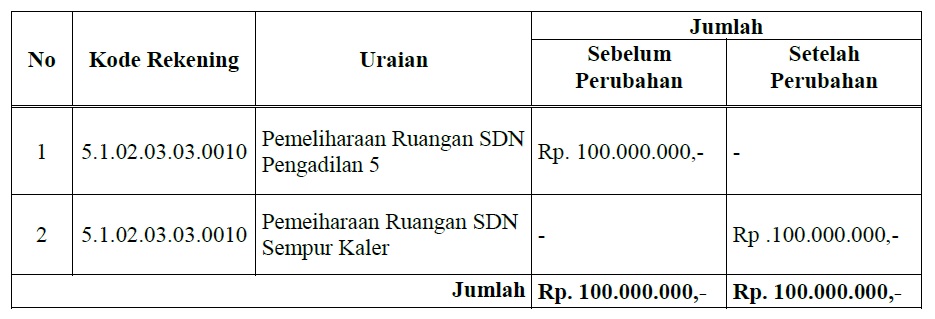 No
Kode Rekening
Uraian
Jumlah
Sebelum
Perubahan
Setelah
Perubahan
1
5.1.02.03.03.0010
Pemeliharaan Ruangan SDN
Pengadilan 5
Rp. 100.000.000,-
-
2
5.1.02.03.03.0010
Pemeiharaan Ruangan SDN
Sempur Kaler
-
Rp .100.000.000,-
Jumlah
Rp. 100.000.000,-
Rp. 100.000.000,-